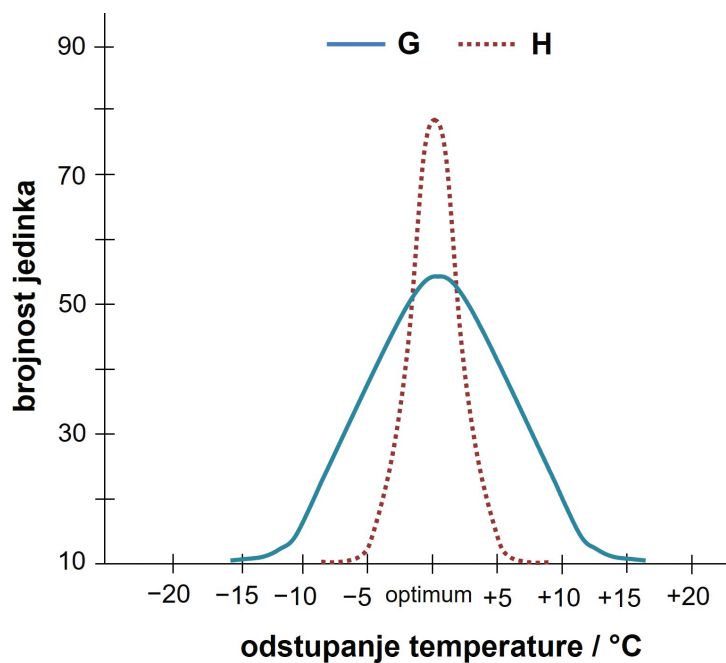 90
G H
70
50
30
10
brojnost jedinka
−20 −15 −10 −5 optimum +5 +10 +15 +20
odstupanje temperature / °C